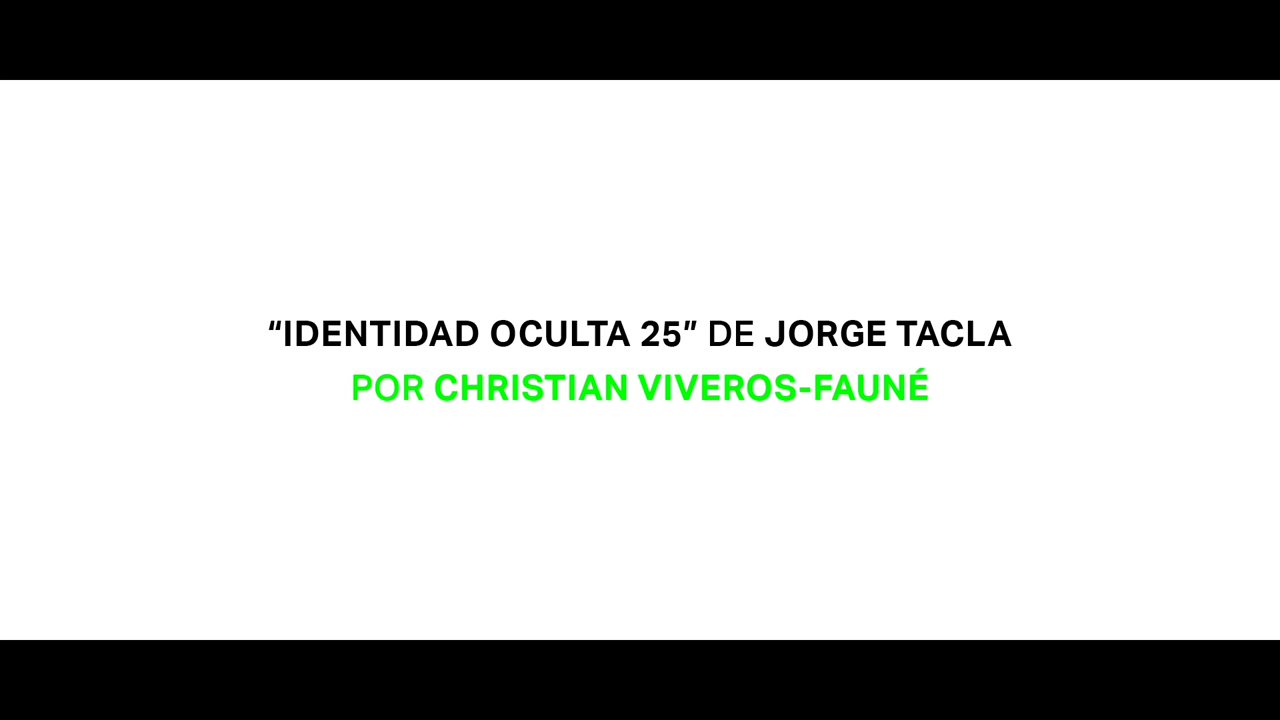 “IDENTIDAD OCULTA 25” DE JORGE TACLA
POR CHRISTIAN VIVEROS-FAUNÉ